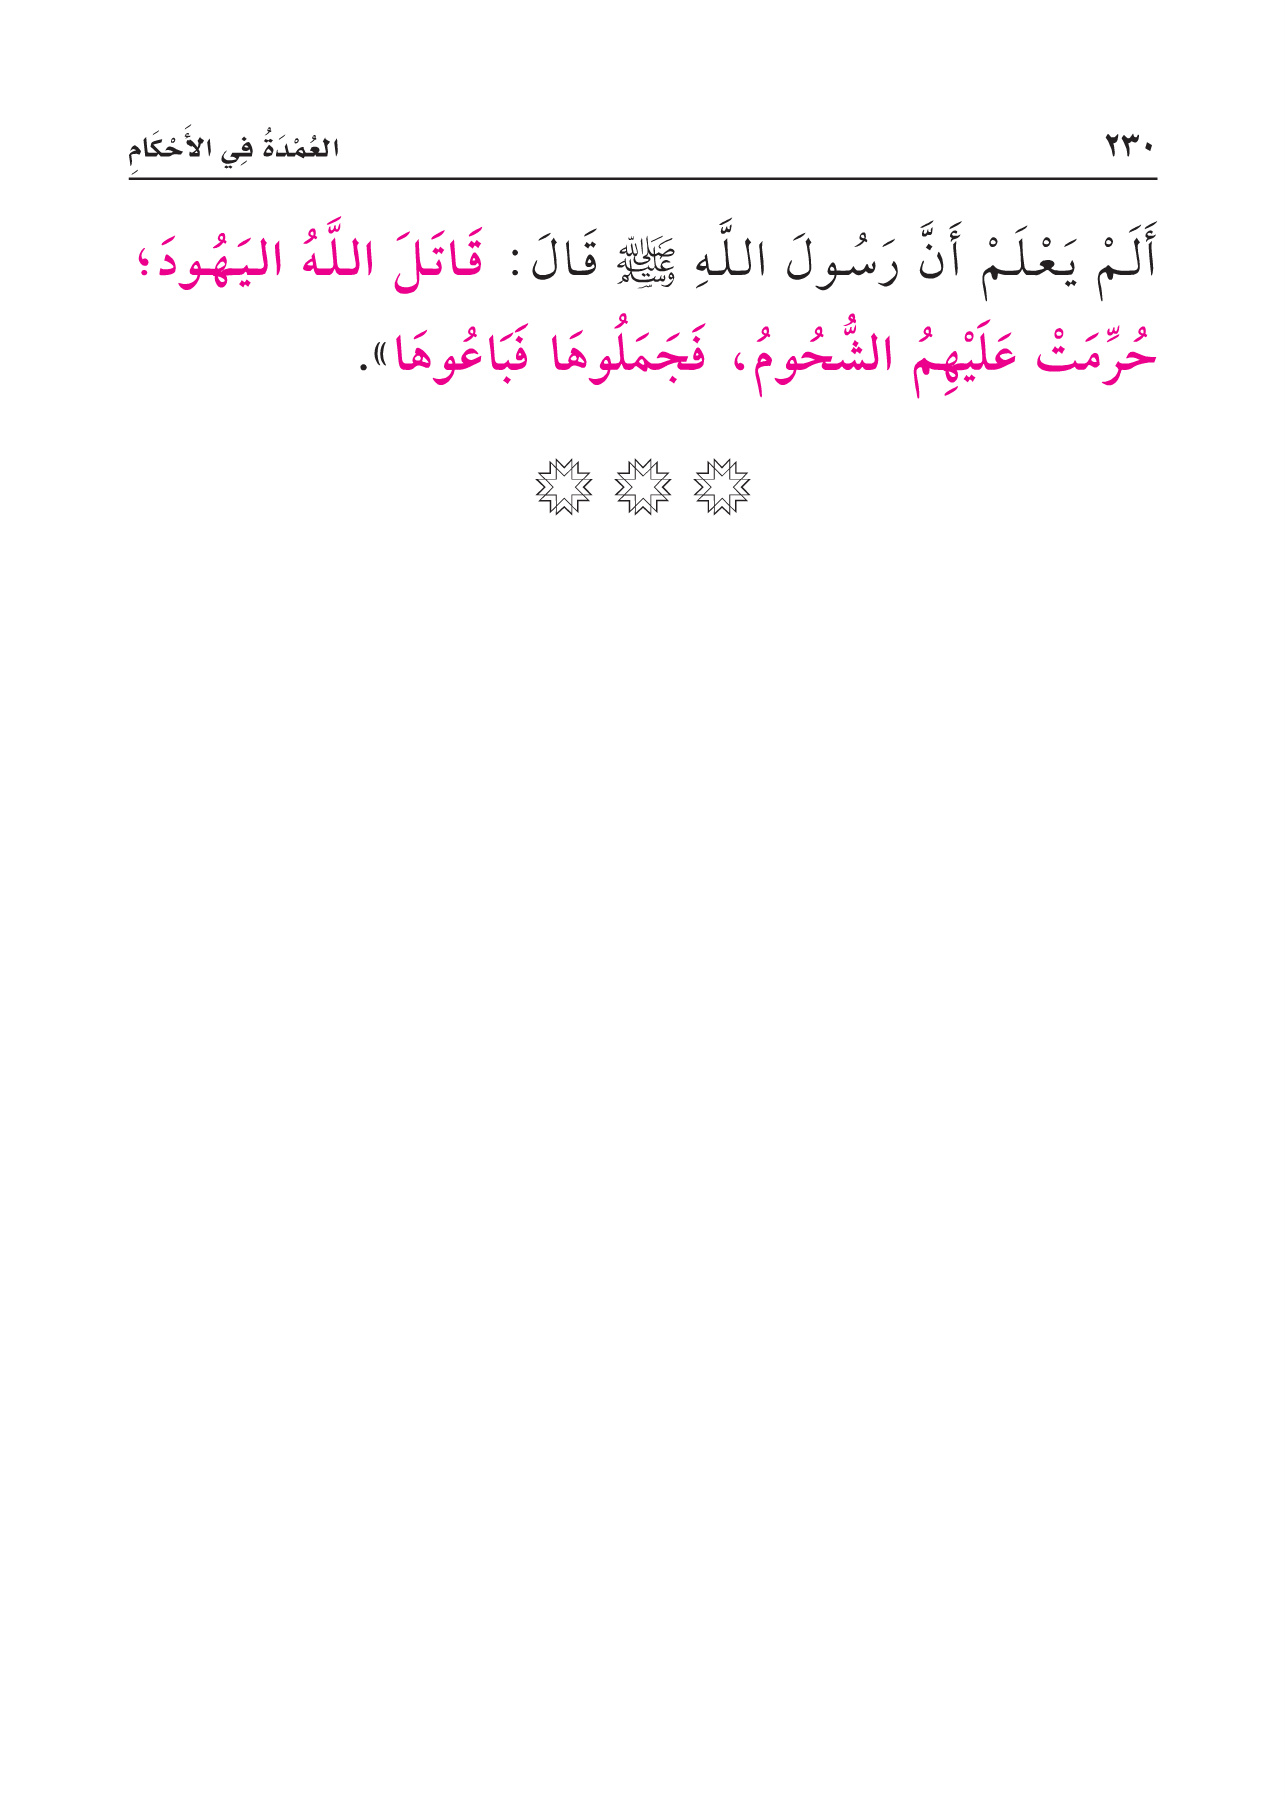 ٢٣٠
العُمْدَةُ فِي الأَحْكَامِ
أَلَمْ يَعْلَمْ أَنَّ رَسُولَ اللَّهِ ﷺ قَالَ: قَاتَلَ اللَّهُ اليَهُودَ؛
حُرِّمَتْ عَلَيْهِمُ الشُّحُومُ، فَجَمَلُوهَا فَبَاعُوهَا».